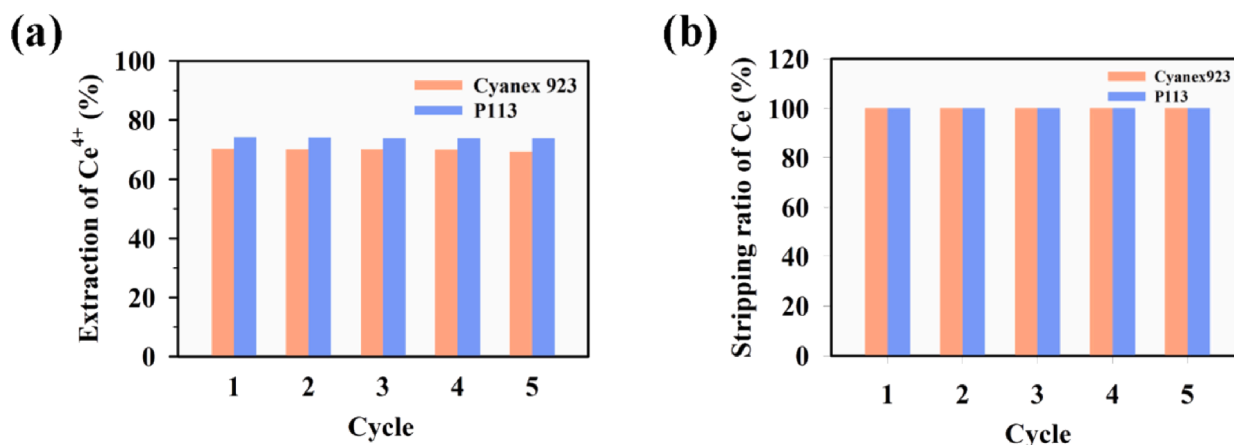 (a)
Extraction of Ce⁴⁺ (%)
100
80
60
40
20
0
Cyanex 923
P113
1 2 3 4 5
Cycle
(b)
Stripping ratio of Ce (%)
120
100
80
60
40
20
0
Cyanex923
P113
1 2 3 4 5
Cycle